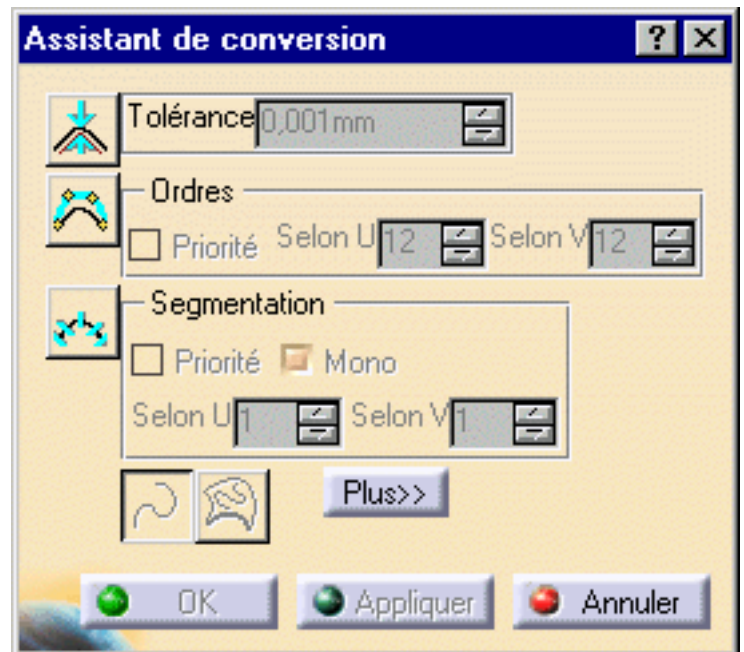 Assistant de conversion ? X
Tolérance 0,001mm
Ordres
Priorité Selon U 12 Selon V 12
Segmentation
Priorité Mono
Selon U 1 Selon V 1
Plus>>
OK Appliquer Annuler